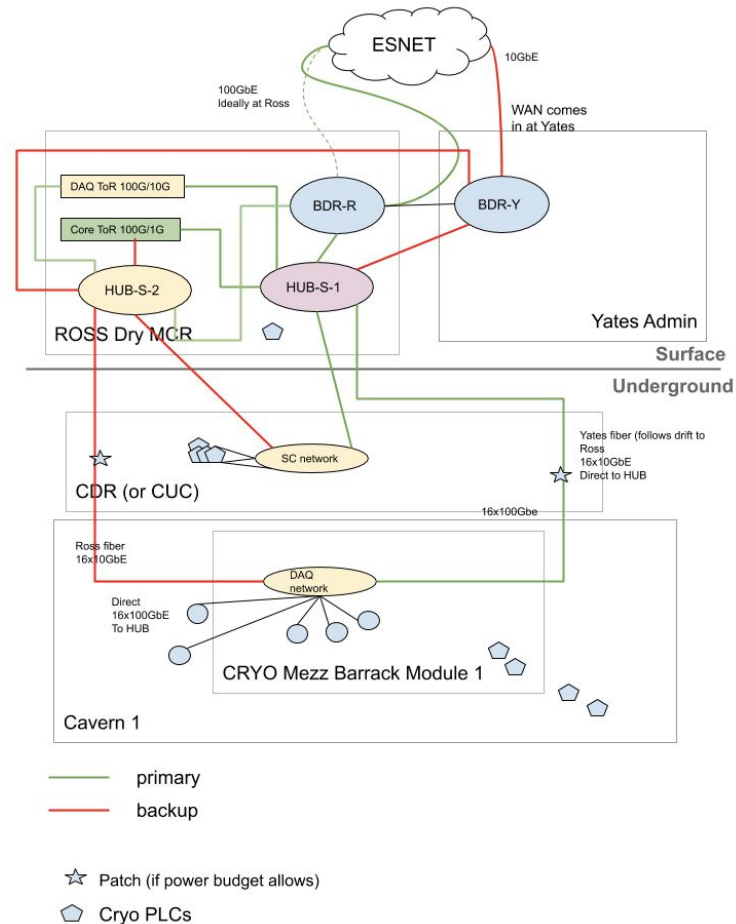 ESNET
10GbE
100GbE
Ideally at Ross
WAN comes
in at Yates
DAQ ToR 100G/10G
BDR-R
BDR-Y
Core ToR 100G/1G
HUB-S-2
HUB-S-1
ROSS Dry MCR
Yates Admin
Surface
Underground
Yates fiber (follows drift to
Ross
16x10GbE
Direct to HUB
SC network
CDR (or CUC)
16x100Gbe
Ross fiber
16x10GbE
DAQ
network
Direct
16x100GbE
To HUB
CRYO Mezz Barrack Module 1
Cavern 1
primary
backup
Patch (if power budget allows)
Cryo PLCs